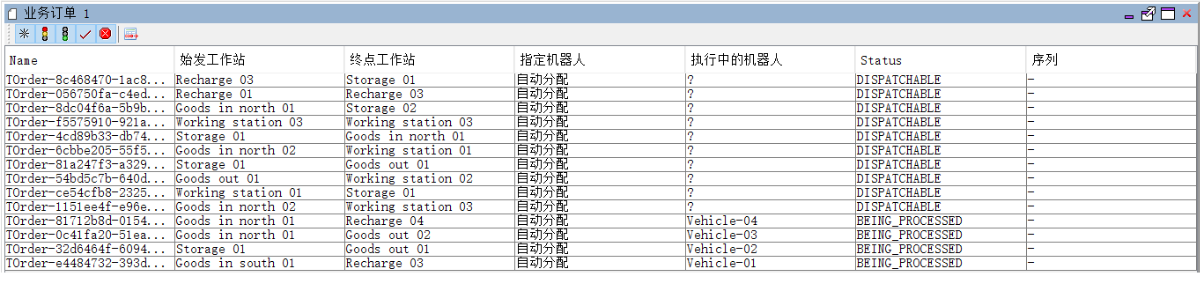 业务订单 1
Name 始发工作站 终点工作站 指定机器人 执行中的机器人 Status 序列
TOrder-8c468470-1ac8... Recharge 03 Storage 01 自动分配 ? DISPATCHABLE -
TOrder-056750fa-c4ed... Recharge 01 Recharge 03 自动分配 ? DISPATCHABLE -
TOrder-8dc04f6a-5b9b... Goods in north 01 Storage 02 自动分配 ? DISPATCHABLE -
TOrder-f5575910-921a... Working station 03 Working station 03 自动分配 ? DISPATCHABLE -
TOrder-4cd89b33-db74... Storage 01 Goods in north 01 自动分配 ? DISPATCHABLE -
TOrder-6cbbe205-55f5... Goods in north 02 Working station 01 自动分配 ? DISPATCHABLE -
TOrder-81a247f3-a329... Storage 01 Goods out 01 自动分配 ? DISPATCHABLE -
TOrder-54bd5c7b-640d... Goods out 01 Working station 02 自动分配 ? DISPATCHABLE -
TOrder-ce54cfb8-2325... Working station 01 Storage 01 自动分配 ? DISPATCHABLE -
TOrder-1151ee4f-e96e... Goods in north 02 Working station 03 自动分配 ? DISPATCHABLE -
TOrder-81712b8d-0154... Goods in north 01 Recharge 04 自动分配 Vehicle-04 BEING_PROCESSED -
TOrder-0c41fa20-51ea... Goods in north 01 Goods out 02 自动分配 Vehicle-03 BEING_PROCESSED -
TOrder-32d6464f-6094... Storage 01 Goods out 01 自动分配 Vehicle-02 BEING_PROCESSED -
TOrder-e4484732-393d... Goods in south 01 Recharge 03 自动分配 Vehicle-01 BEING_PROCESSED -